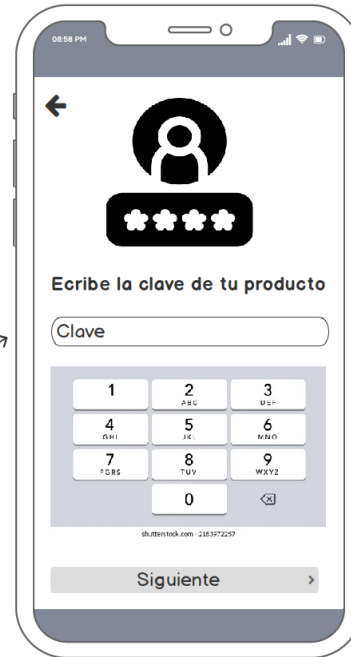 08:58 PM
****
Ecribe la clave de tu producto
Clave
1 2 3
ABC DEF
4 5 6
GHI JKL MNO
7 8 9
PGRS TUV WXYZ
0
shutterstock.com · 2183972257
Siguiente >